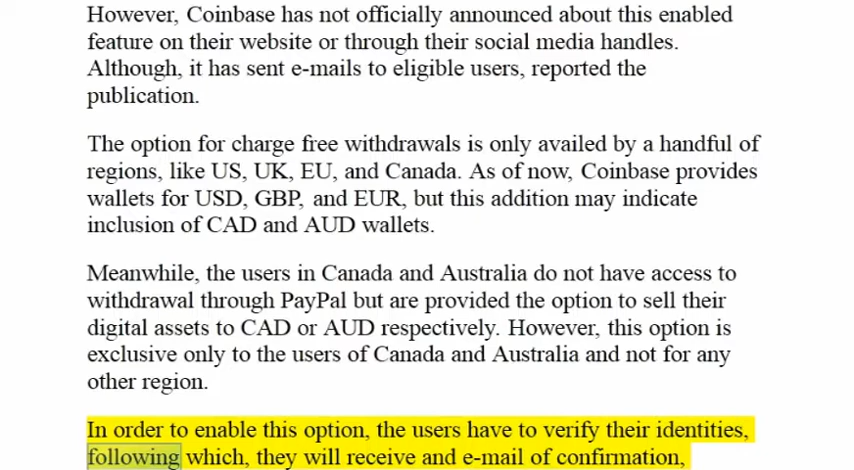 However, Coinbase has not officially announced about this enabled
feature on their website or through their social media handles.
Although, it has sent e-mails to eligible users, reported the
publication.
The option for charge free withdrawals is only availed by a handful of
regions, like US, UK, EU, and Canada. As of now, Coinbase provides
wallets for USD, GBP, and EUR, but this addition may indicate
inclusion of CAD and AUD wallets.
Meanwhile, the users in Canada and Australia do not have access to
withdrawal through PayPal but are provided the option to sell their
digital assets to CAD or AUD respectively. However, this option is
exclusive only to the users of Canada and Australia and not for any
other region.
In order to enable this option, the users have to verify their identities,
following which, they will receive and e-mail of confirmation,